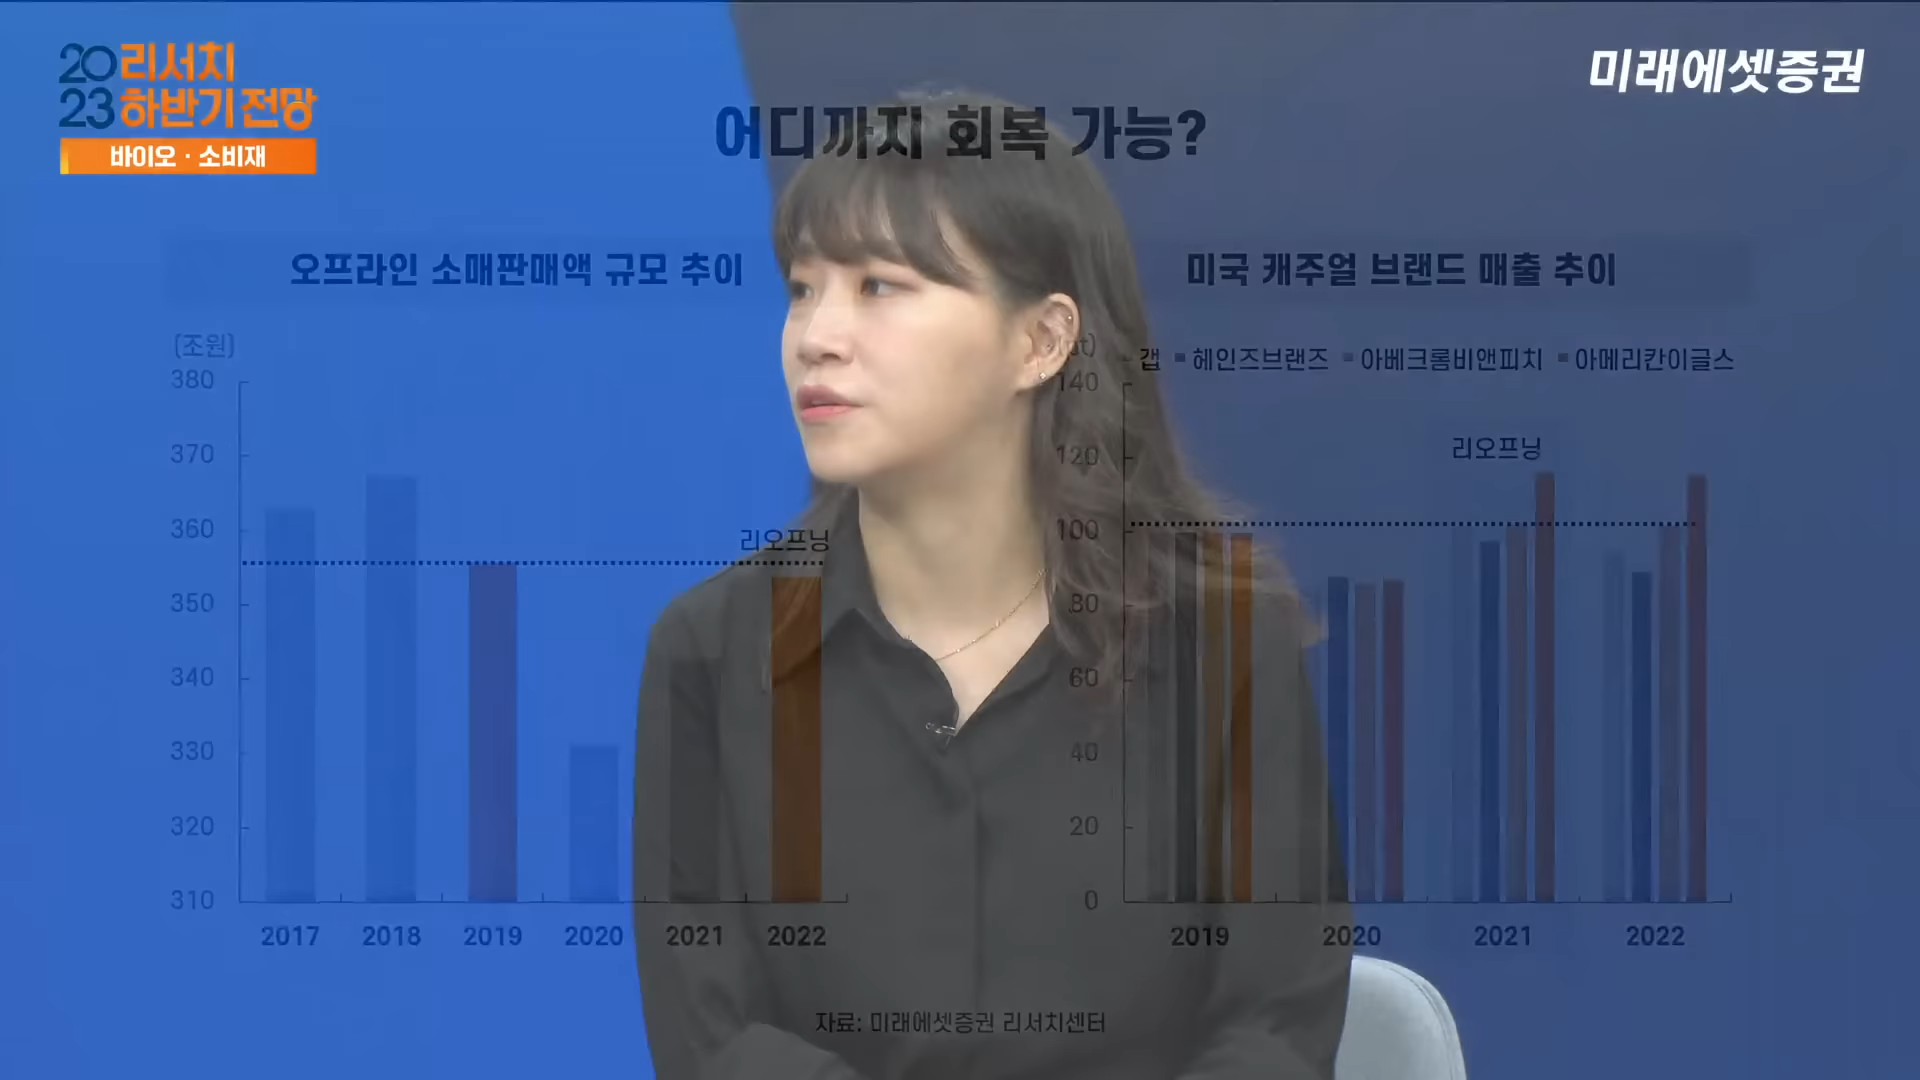 2023 리서치 하반기 전망
바이오 · 소비재
미래에셋증권
어디까지 회복 가능?
오프라인 소매판매액 규모 추이
(조원)
380
370
360
350
340
330
320
310
리오프닝
2017 2018 2019 2020 2021 2022
미국 캐주얼 브랜드 매출 추이
갭 헤인즈브랜즈 아베크롬비앤피치 아메리칸이글스
140
120
100
80
60
40
20
0
리오프닝
2019 2020 2021 2022
자료: 미래에셋증권 리서치센터